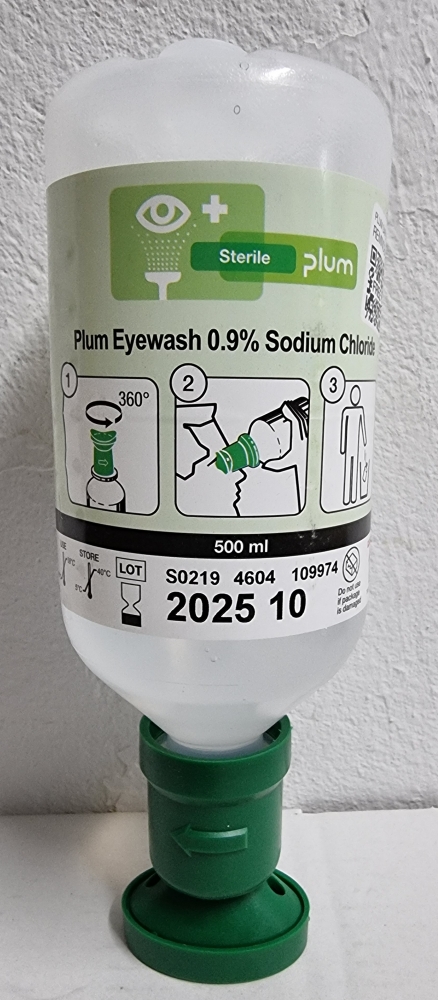 Sterile plum
Plum Eyewash 0.9% Sodium Chloride
1 360° 2 3
500 ml
STORE
5°C 40°C
LOT S0219 4604 109974
2025 10
Do not use
if package
is damaged